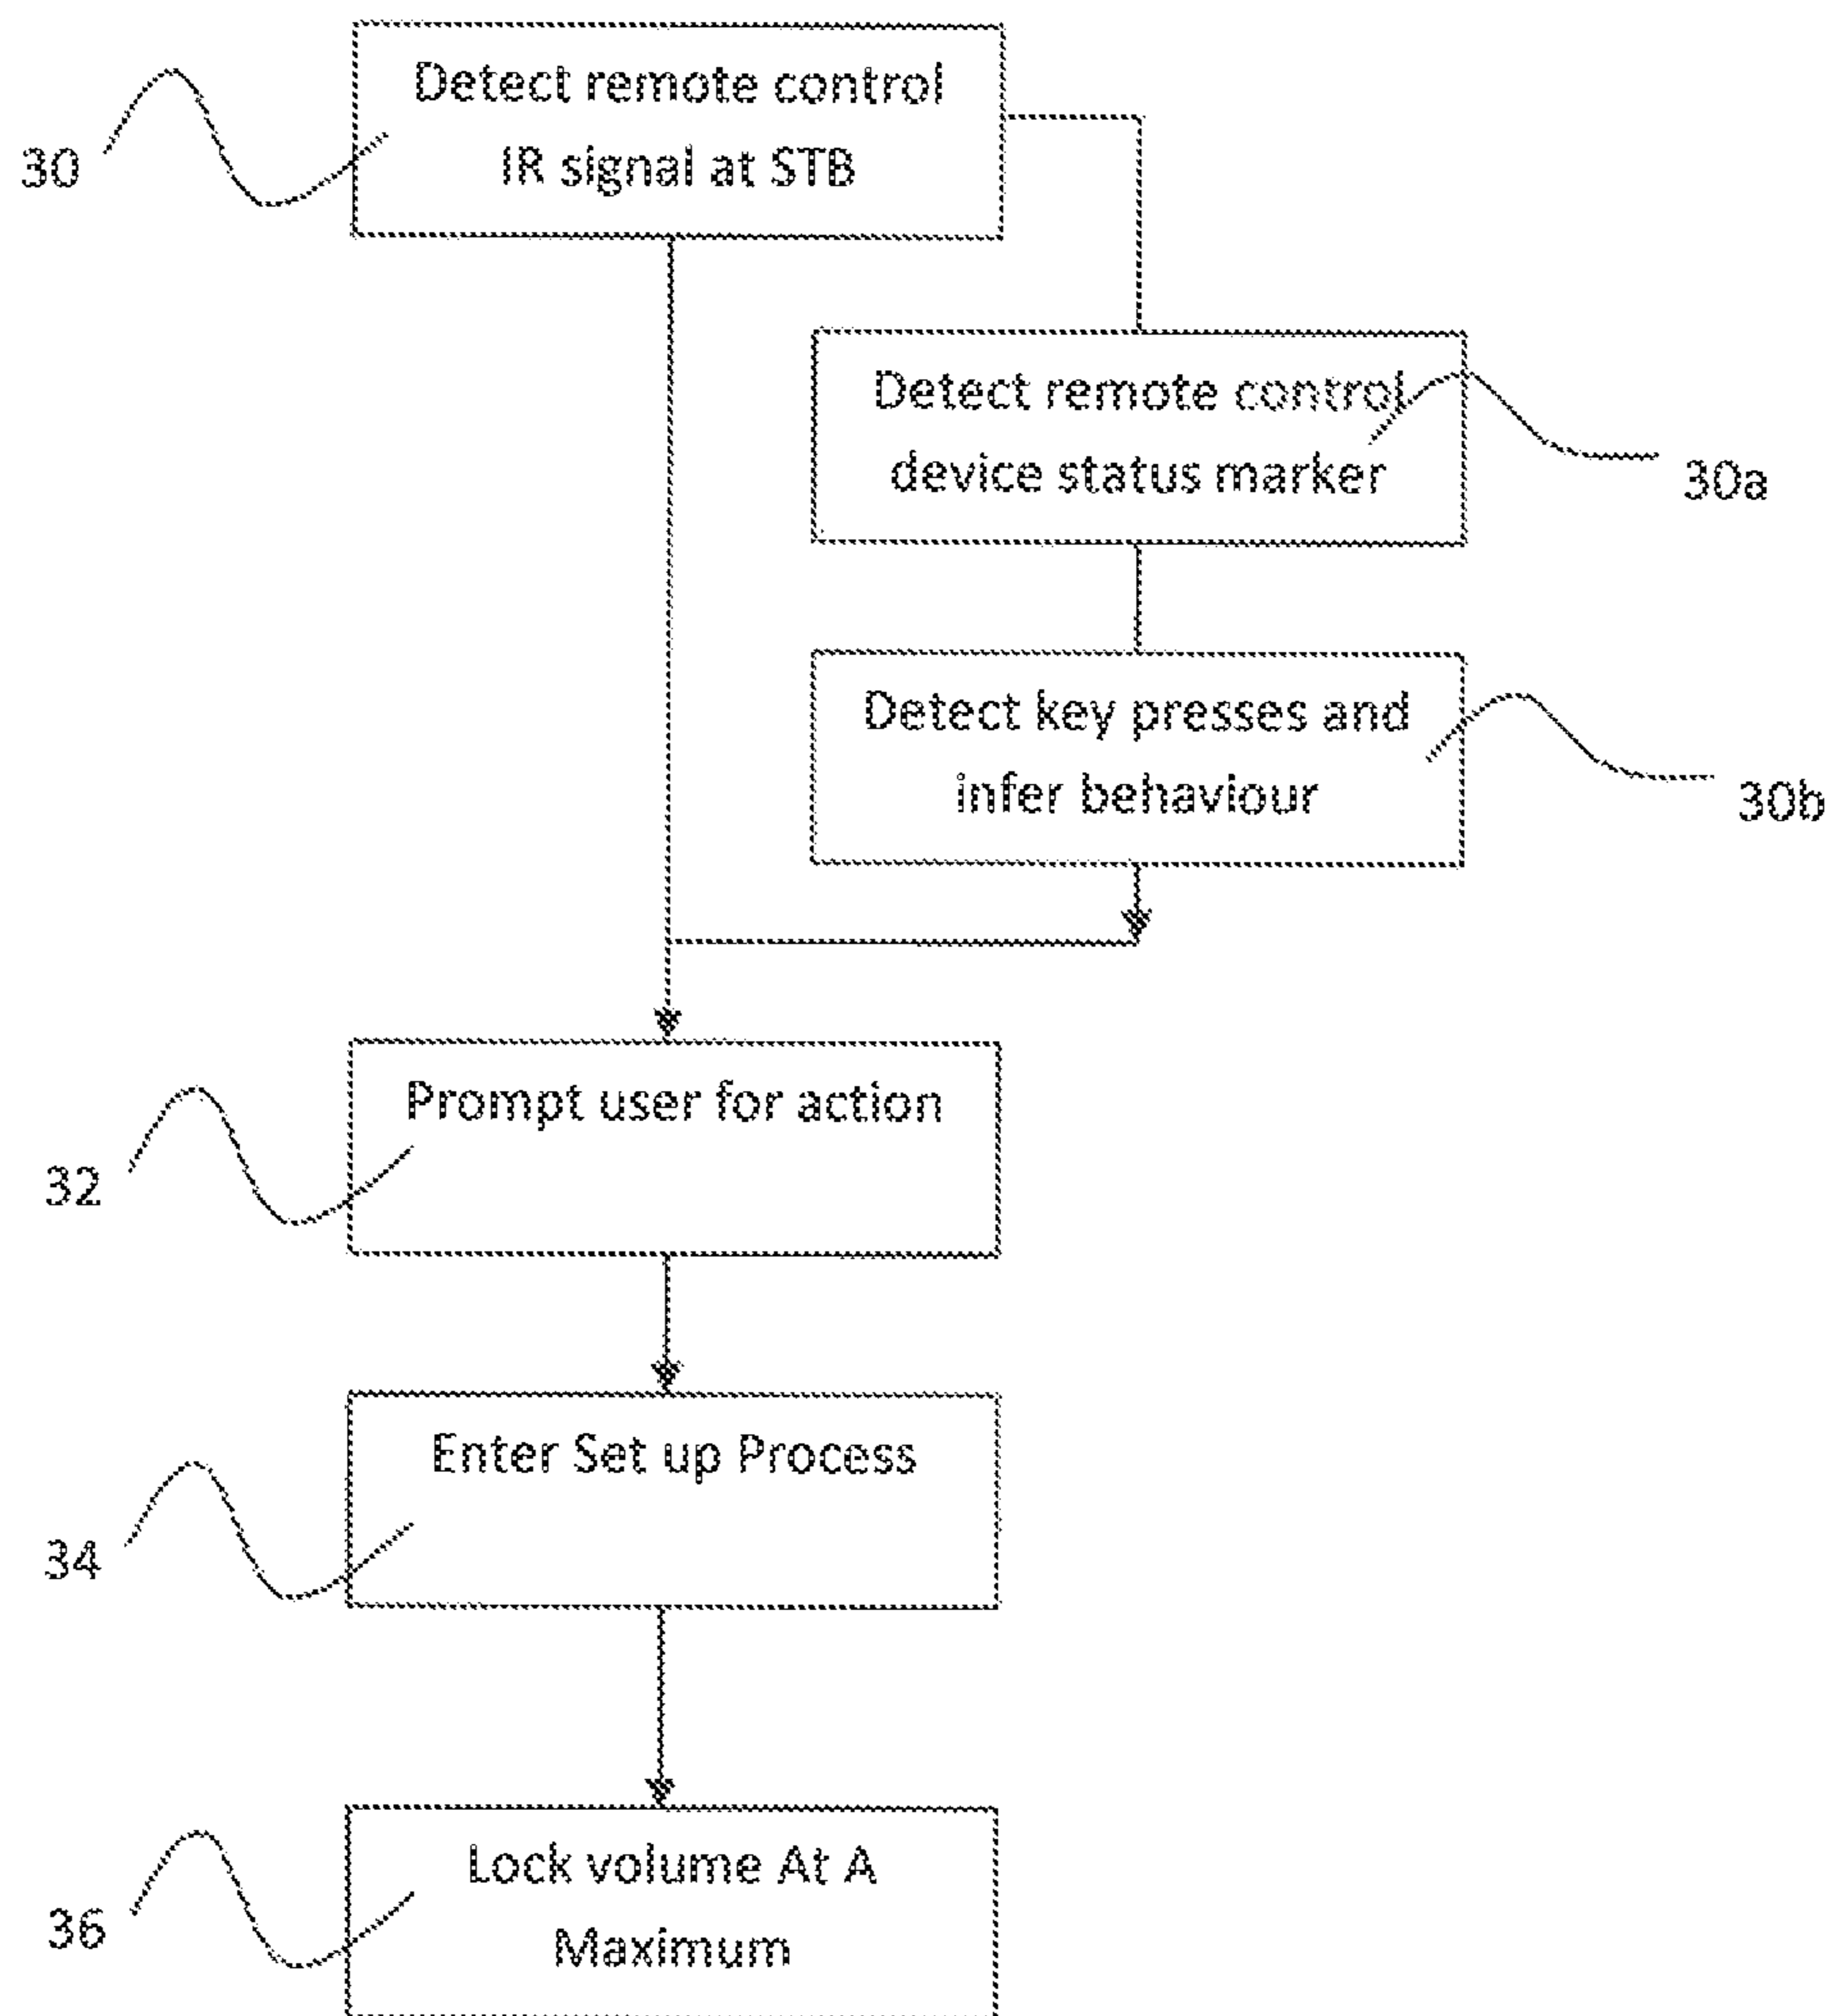 Detect remote control
IR signal at STB
30
Detect remote control
device status marker
30a
Detect key presses and
infer behaviour
30b
Prompt user for action
32
Enter Set up Process
34
Lock volume At A
Maximum
36